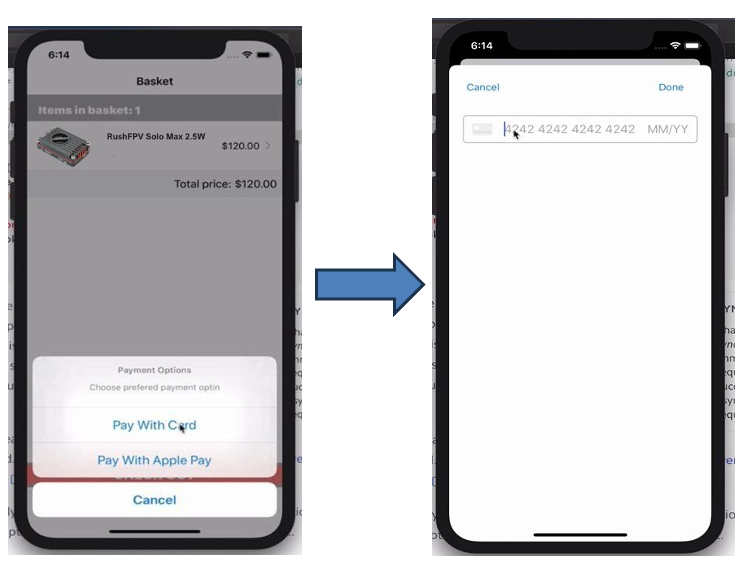 6:14
Basket
Items in basket: 1
RushFPV Solo Max 2.5W
$120.00
Total price: $120.00
Payment Options
Choose prefered payment optin
Pay With Card
Pay With Apple Pay
Cancel
6:14
Cancel
Done
4242 4242 4242 4242 MM/YY